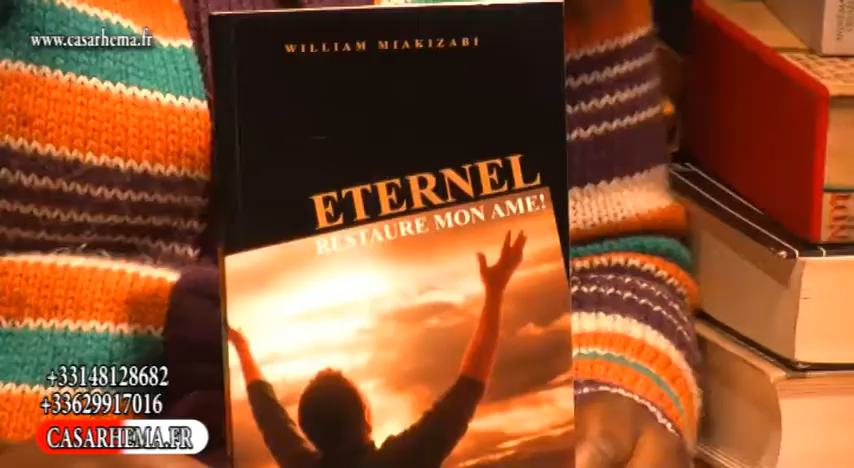 www.casarhema.fr
WILLIAM MIAKIZABI
ETERNEL
RESTAURE MON AME!
+33148128682
+33629917016
CASARHEMA.FR